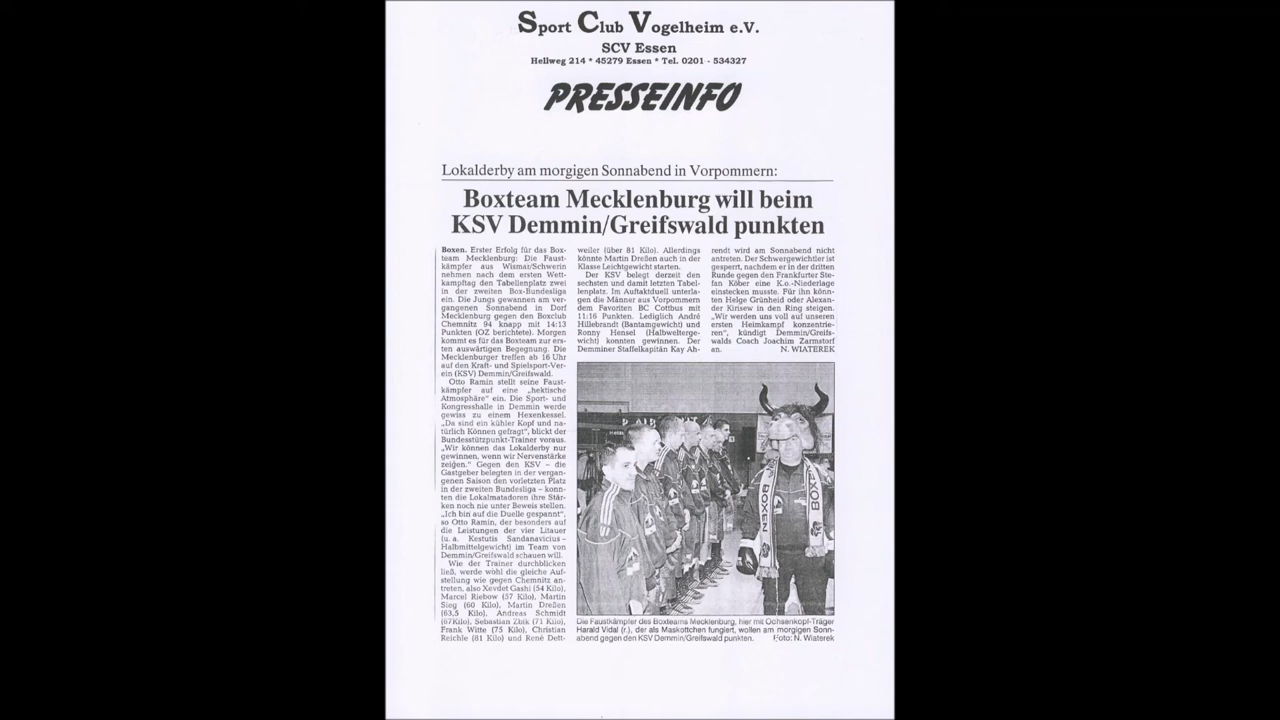 Sport Club Vogelheim e.V.
SCV Essen
Hellweg 214 * 45279 Essen * Tel. 0201 - 534327
PRESSEINFO
Lokalderby am morgigen Sonnabend in Vorpommern:
Boxteam Mecklenburg will beim
KSV Demmin/Greifswald punkten
Boxen. Erster Erfolg für das Box-
team Mecklenburg: Die Faust-
kämpfer aus Wismar/Schwerin
nehmen nach dem ersten Wett-
kampftag den Tabellenplatz zwei
in der zweiten Box-Bundesliga
ein. Die Jungs gewannen am ver-
gangenen Sonnabend in Dorf
Mecklenburg gegen den Boxclub
Chemnitz 94 knapp mit 14:13
Punkten (OZ berichtete). Morgen
kommt es für das Boxteam zur ers-
ten auswärtigen Begegnung. Die
Mecklenburger treffen ab 16 Uhr
auf den Kraft- und Spielsport-Ver-
ein (KSV) Demmin/Greifswald.
Otto Ramin stellt seine Faust-
kämpfer auf eine „hektische
Atmosphäre" ein. Die Sport- und
Kongresshalle in Demmin werde
gewiss zu einem Hexenkessel.
„Da sind ein kühler Kopf und na-
türlich Können gefragt", blickt der
Bundesstützpunkt-Trainer voraus.
„Wir können das Lokalderby nur
gewinnen, wenn wir Nervenstärke
zeigen." Gegen den KSV – die
Gastgeber belegten in der vergan-
genen Saison den vorletzten Platz
in der zweiten Bundesliga – konn-
ten die Lokalmatadoren ihre Stär-
ken noch nie unter Beweis stellen.
„Ich bin auf die Duelle gespannt",
so Otto Ramin, der besonders auf
die Leistungen der vier Litauer
(u. a. Kestutis Sandanavicius –
Halbmittelgewicht) im Team von
Demmin/Greifswald schauen will.
Wie der Trainer durchblicken
ließ, werde wohl die gleiche Auf-
stellung wie gegen Chemnitz an-
treten, also Xevdet Gashi (54 Kilo),
Marcel Riebow (57 Kilo), Martin
Sieg (60 Kilo), Martin Dreßen
(63,5 Kilo), Andreas Schmidt
(67 Kilo), Sebastian Zbik (71 Kilo),
Frank Witte (75 Kilo), Christian
Reichle (81 Kilo) und René Dett-
weiler (über 81 Kilo). Allerdings
könnte Martin Dreßen auch in der
Klasse Leichtgewicht starten.
Der KSV belegt derzeit den
sechsten und damit letzten Tabel-
lenplatz. Im Auftaktduell unterla-
gen die Männer aus Vorpommern
dem Favoriten BC Cottbus mit
11:16 Punkten. Lediglich André
Hillebrandt (Bantamgewicht) und
Ronny Hensel (Halbwelterge-
wicht) konnten gewinnen. Der
Demminer Staffelkapitän Kay Ah-
rendt wird am Sonnabend nicht
antreten. Der Schwergewichtler ist
gesperrt, nachdem er in der dritten
Runde gegen den Frankfurter Ste-
fan Köber eine K.o.-Niederlage
einstecken musste. Für ihn könn-
ten Helge Grünheid oder Alexan-
der Kirisew in den Ring steigen.
„Wir werden uns voll auf unseren
ersten Heimkampf konzentrie-
ren", kündigt Demmin/Greifs-
walds Coach Joachim Zarmstorf
an. N. WIATEREK
BOXEN
BOX
Die Faustkämpfer des Boxteams Mecklenburg, hier mit Ochsenkopf-Träger
Harald Vidal (r.), der als Maskottchen fungiert, wollen am morgigen Sonn-
abend gegen den KSV Demmin/Greifswald punkten. Foto: N. Wiaterek